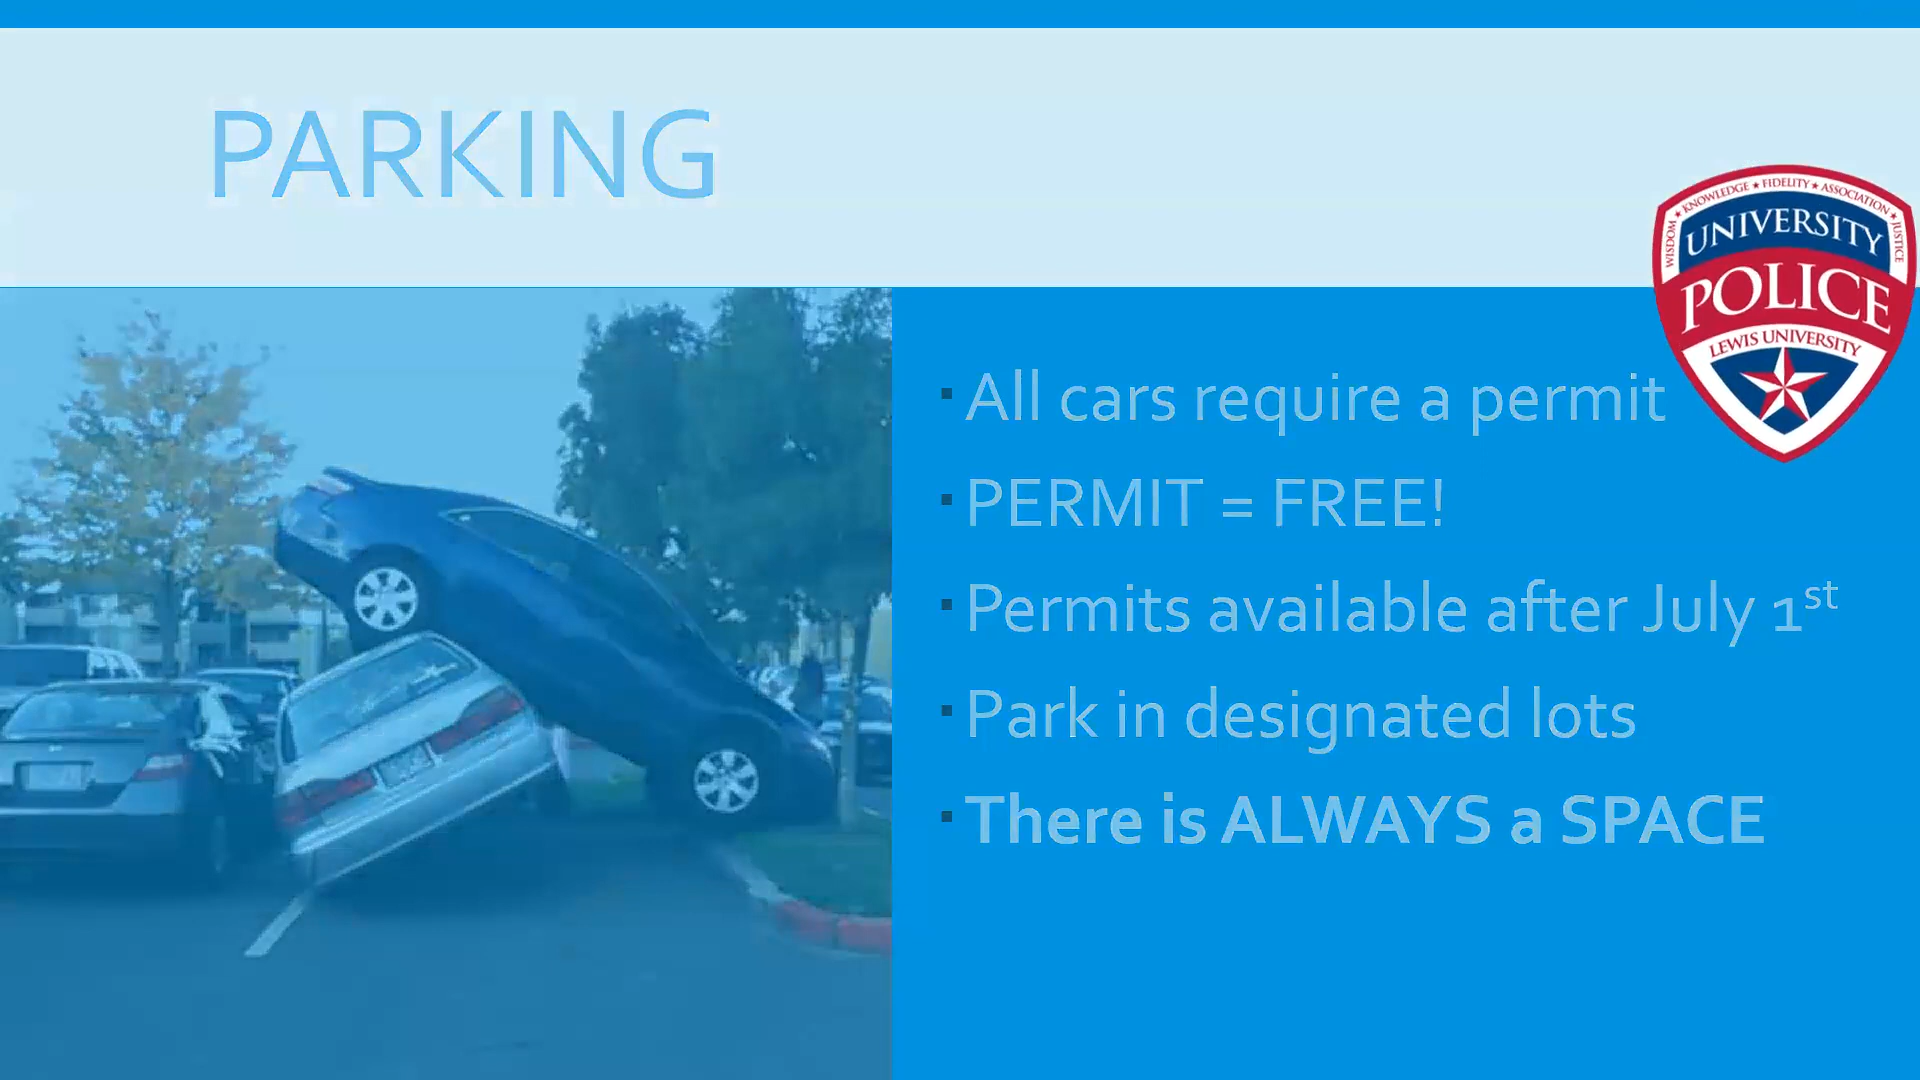 PARKING
WISDOM ★ KNOWLEDGE ★ FIDELITY ★ ASSOCIATION ★ JUSTICE
UNIVERSITY
POLICE
LEWIS UNIVERSITY
▪ All cars require a permit
▪ PERMIT = FREE!
▪ Permits available after July 1st
▪ Park in designated lots
▪ There is ALWAYS a SPACE